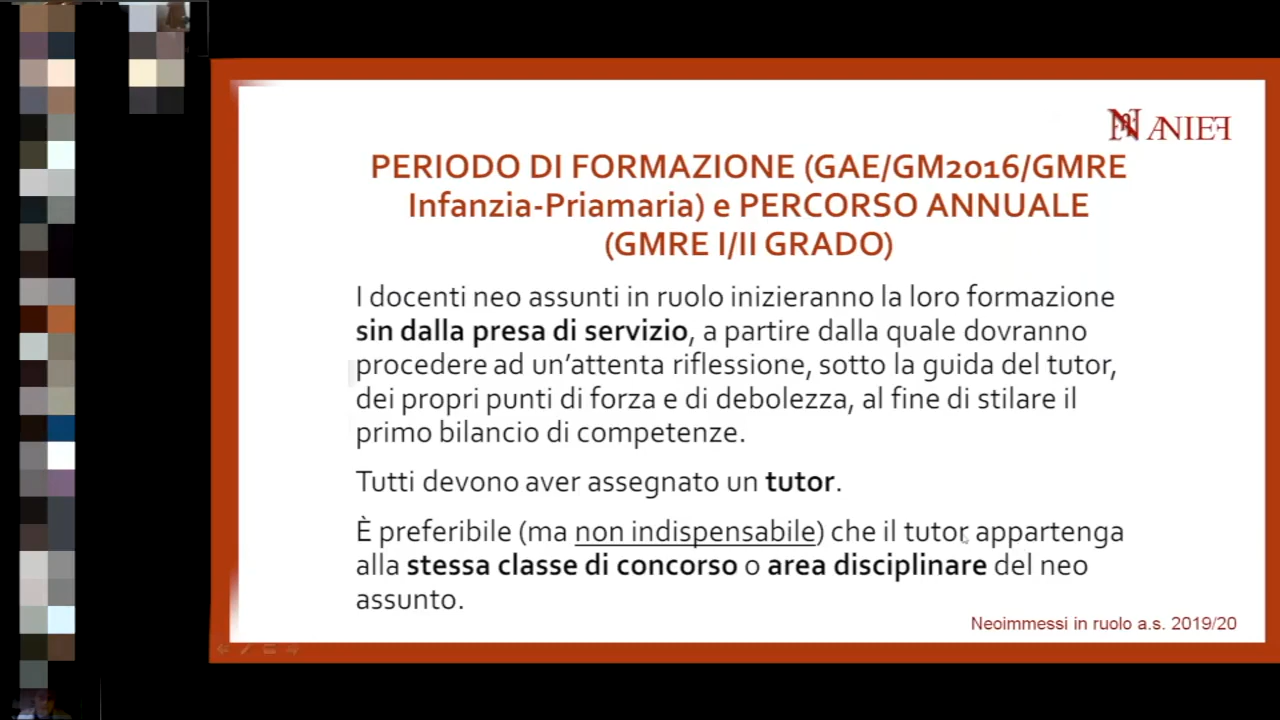 ANIEF
PERIODO DI FORMAZIONE (GAE/GM2016/GMRE
Infanzia-Priamaria) e PERCORSO ANNUALE
(GMRE I/II GRADO)
I docenti neo assunti in ruolo inizieranno la loro formazione
sin dalla presa di servizio, a partire dalla quale dovranno
procedere ad un’attenta riflessione, sotto la guida del tutor,
dei propri punti di forza e di debolezza, al fine di stilare il
primo bilancio di competenze.
Tutti devono aver assegnato un tutor.
È preferibile (ma non indispensabile) che il tutor appartenga
alla stessa classe di concorso o area disciplinare del neo
assunto.
Neoimmessi in ruolo a.s. 2019/20